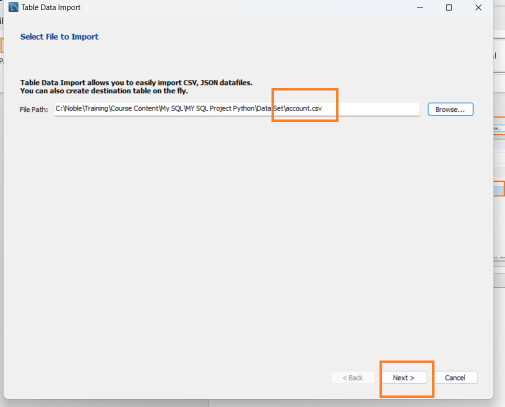 Table Data Import
Select File to Import
Table Data Import allows you to easily import CSV, JSON datafiles.
You can also create destination table on the fly.
File Path: C:\Noble\Training\Course Content\My SQL\MY SQL Project Python\Data Set\account.csv Browse...
< Back Next > Cancel